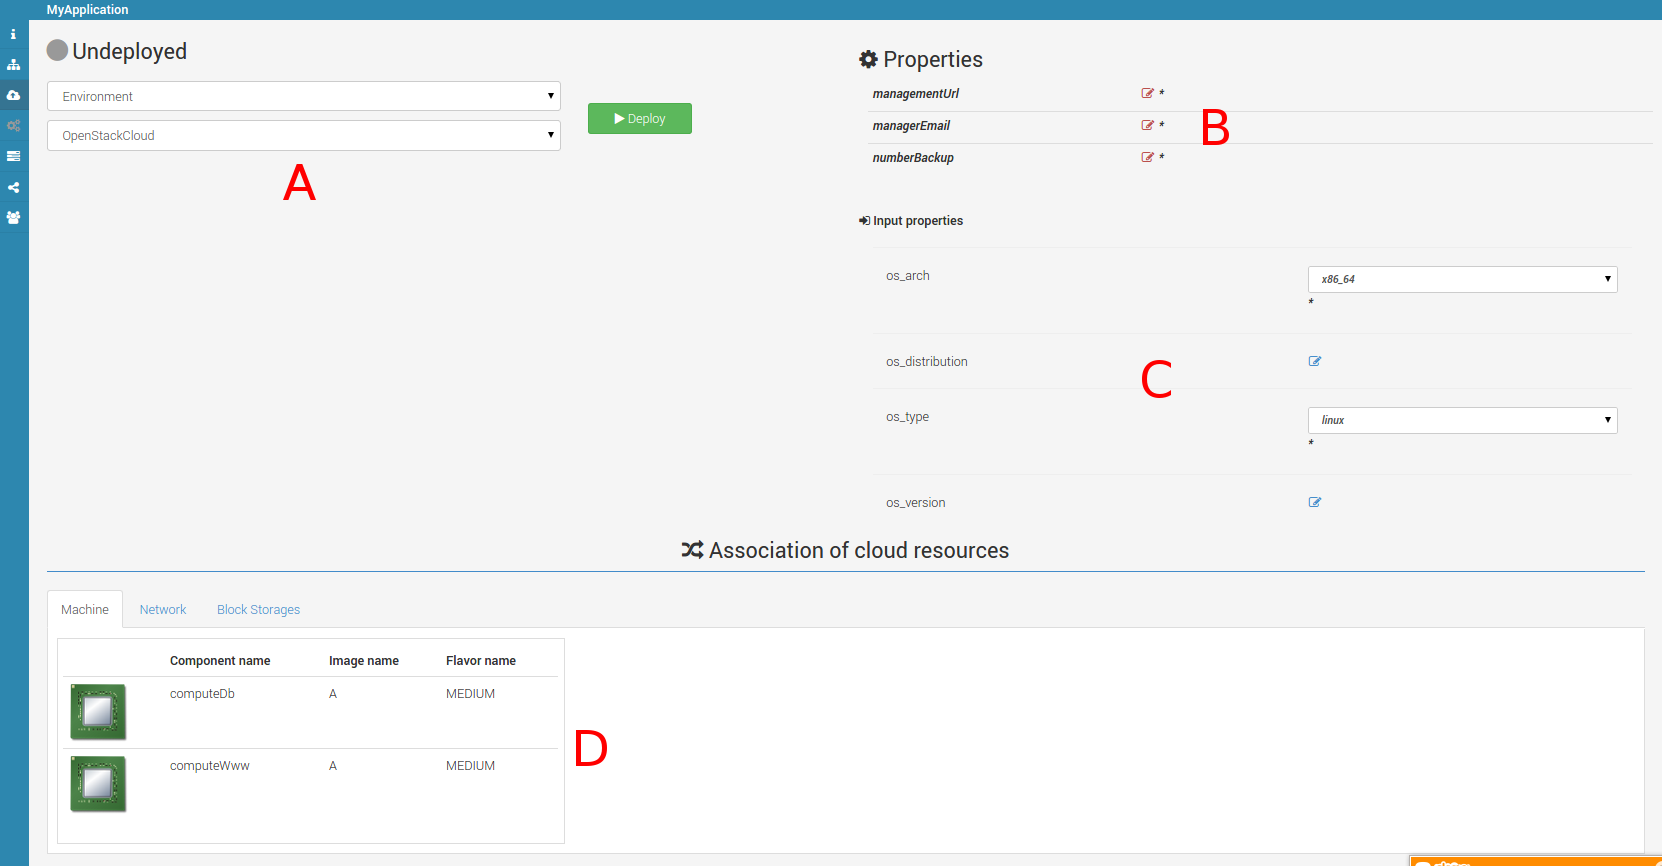 MyApplication
Undeployed
Environment
OpenStackCloud
Deploy
A
Properties
managementUrl *
managerEmail *
numberBackup *
B
Input properties
os_arch x86_64
*
os_distribution
C
os_type linux
*
os_version
Association of cloud resources
Machine Network Block Storages
Component name Image name Flavor name
computeDb A MEDIUM
computeWww A MEDIUM
D